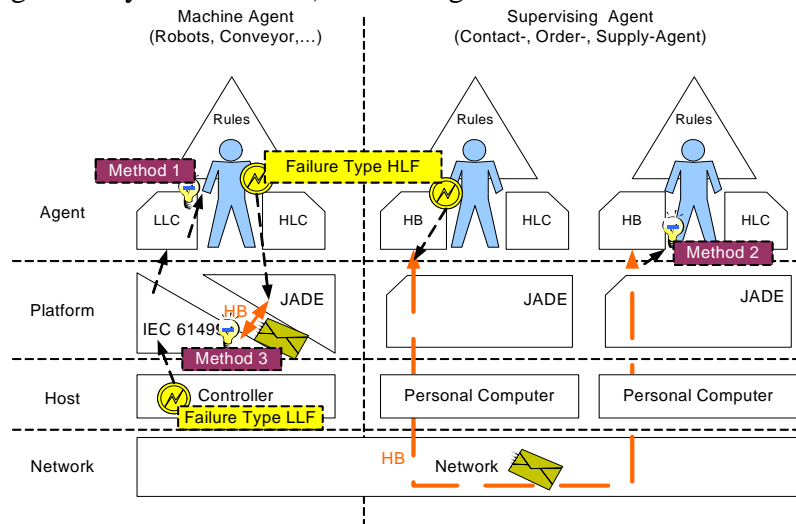 Machine Agent
(Robots, Conveyor,...)
Supervising Agent
(Contact-, Order-, Supply-Agent)
Rules
Rules
Rules
Method 1
Failure Type HLF
Agent
LLC
HLC
HB
HLC
HB
HLC
Method 2
Platform
HB
JADE
JADE
JADE
IEC 61499
Method 3
Host
Controller
Personal Computer
Personal Computer
Failure Type LLF
Network
HB
Network